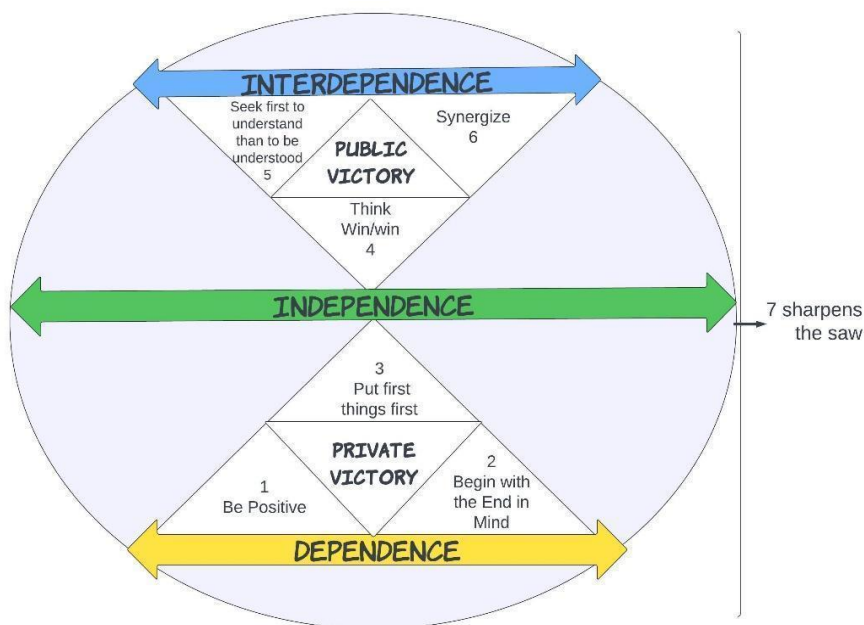 INTERDEPENDENCE
Seek first to
understand
than to be
understood
5
Synergize
6
PUBLIC
VICTORY
Think
Win/win
4
INDEPENDENCE
7 sharpens
the saw
3
Put first
things first
PRIVATE
VICTORY
1
Be Positive
2
Begin with
the End in
Mind
DEPENDENCE